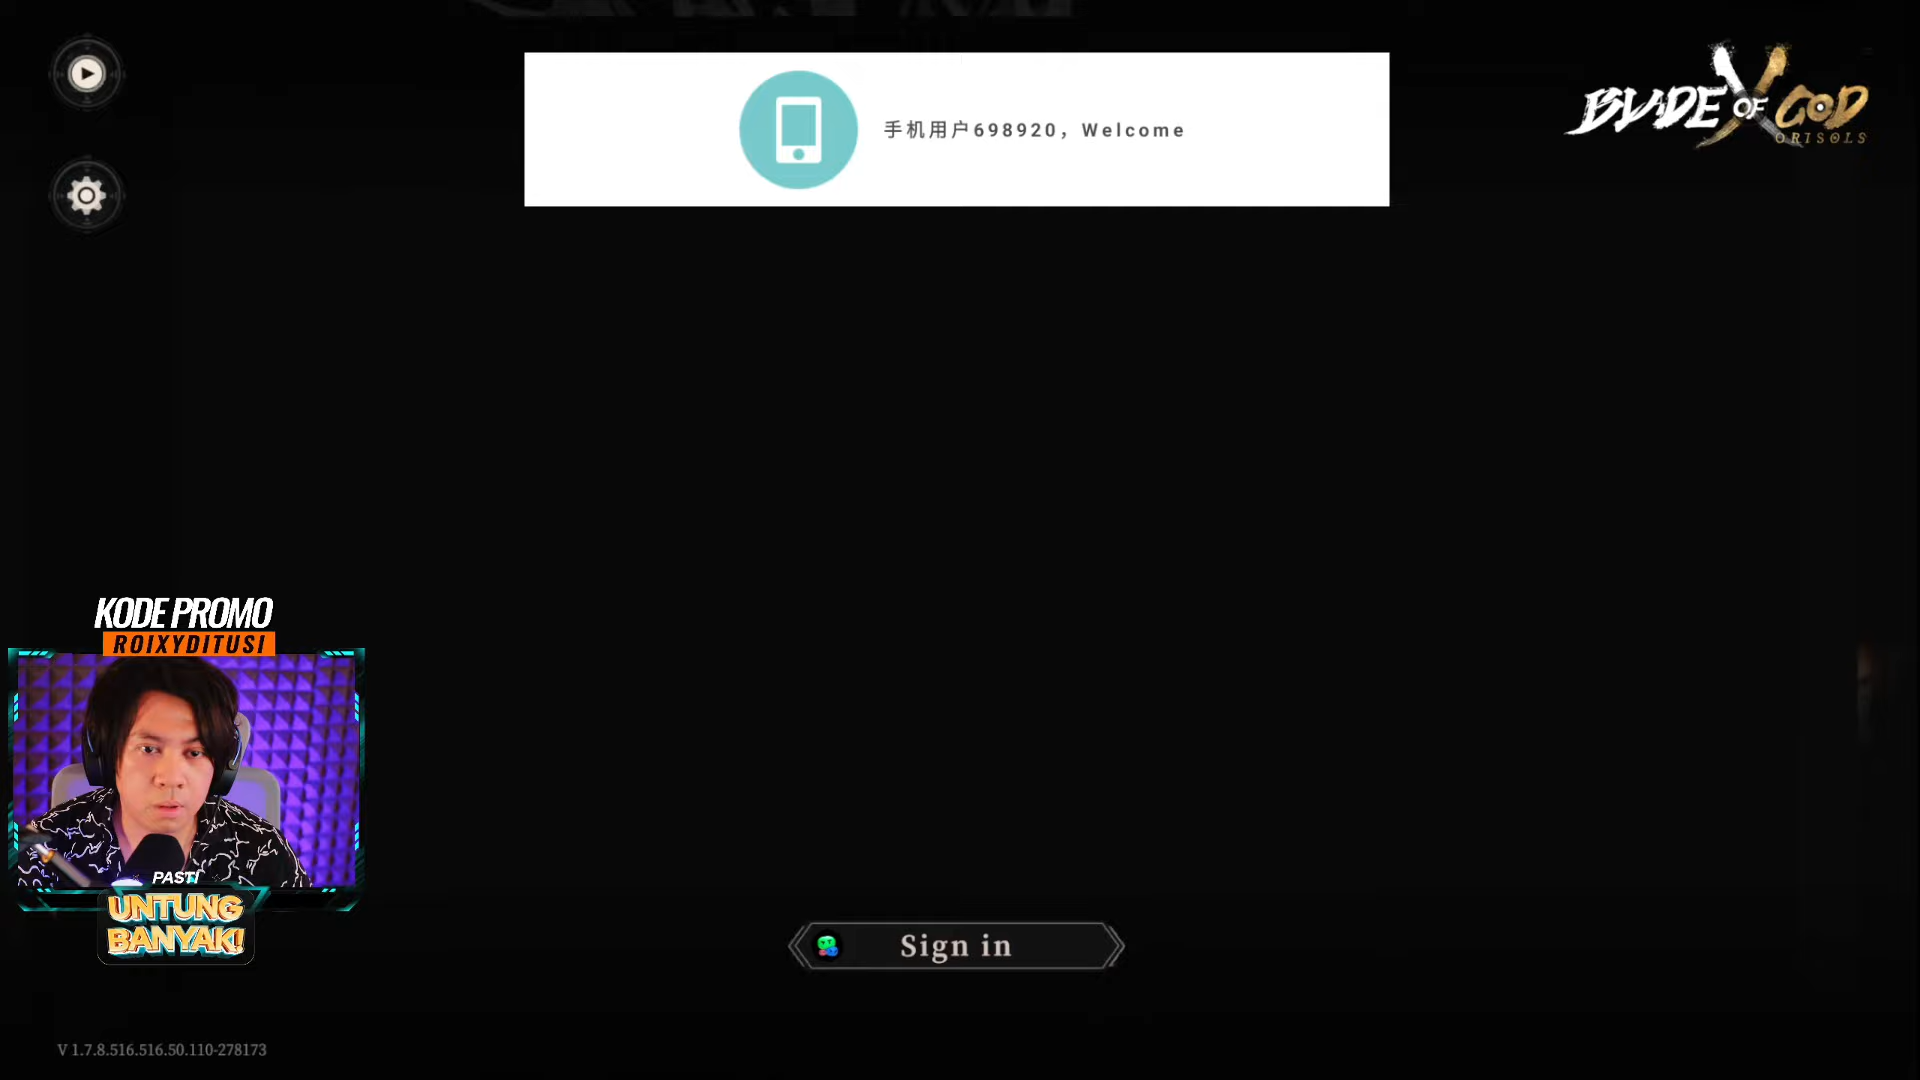 手机用户698920，Welcome
BLADE OF GOD
ORISOLS
KODE PROMO
ROIXYDITUSI
PASTI
UNTUNG
BANYAK!
Sign in
V 1.7.8.516.516.50.110-278173